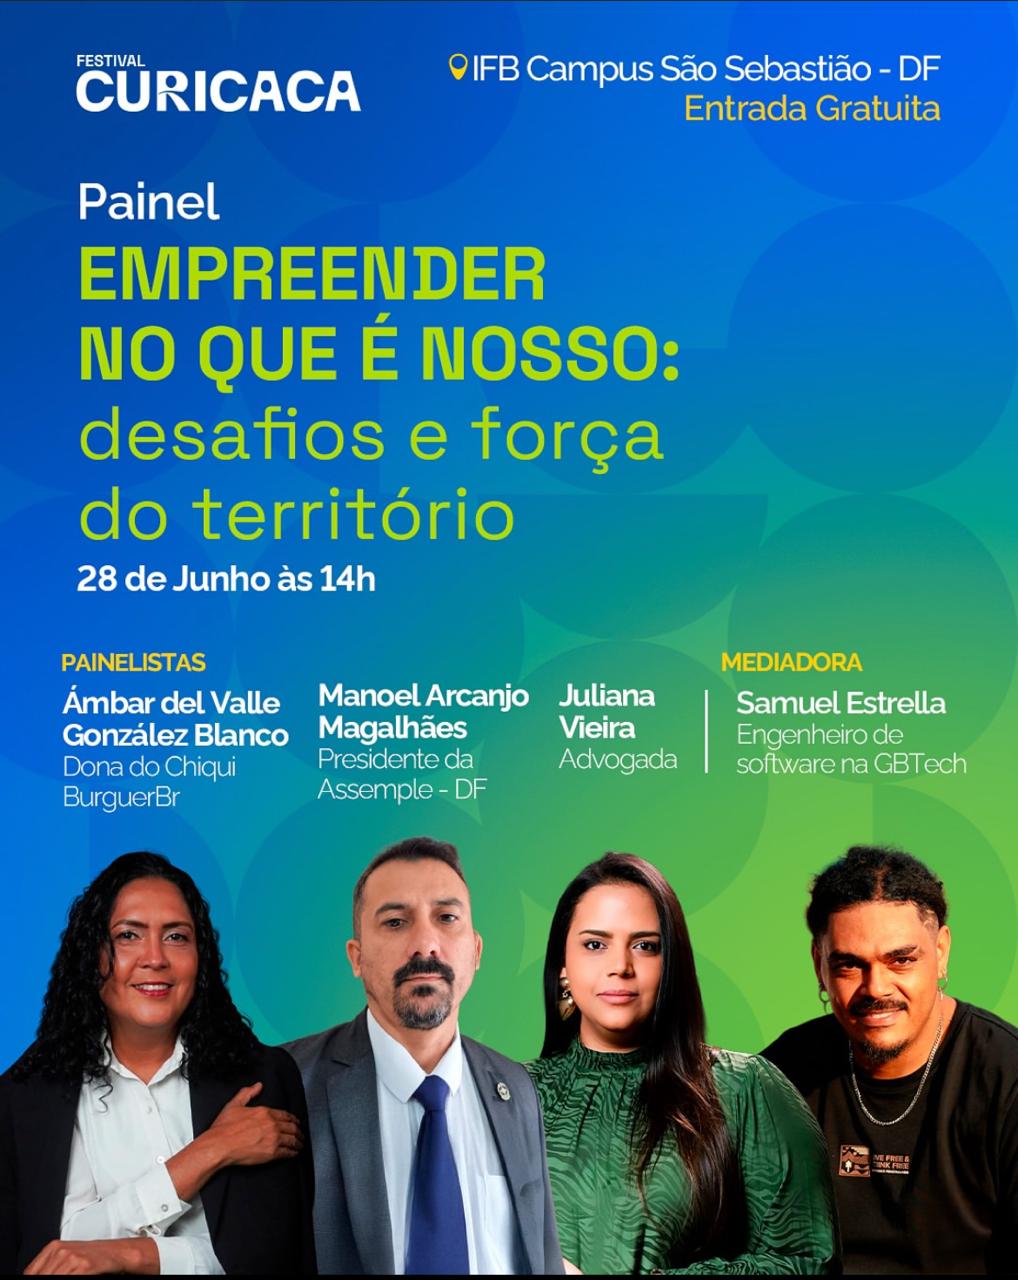 FESTIVAL
CURICACA
IFB Campus São Sebastião - DF
Entrada Gratuita
Painel
EMPREENDER
NO QUE É NOSSO:
desafios e força
do território
28 de Junho às 14h
PAINELISTAS
Ámbar del Valle
González Blanco
Dona do Chiqui
BurguerBr
Manoel Arcanjo
Magalhães
Presidente da
Assemple - DF
Juliana
Vieira
Advogada
MEDIADORA
Samuel Estrella
Engenheiro de
software na GBTech
THINK FREE